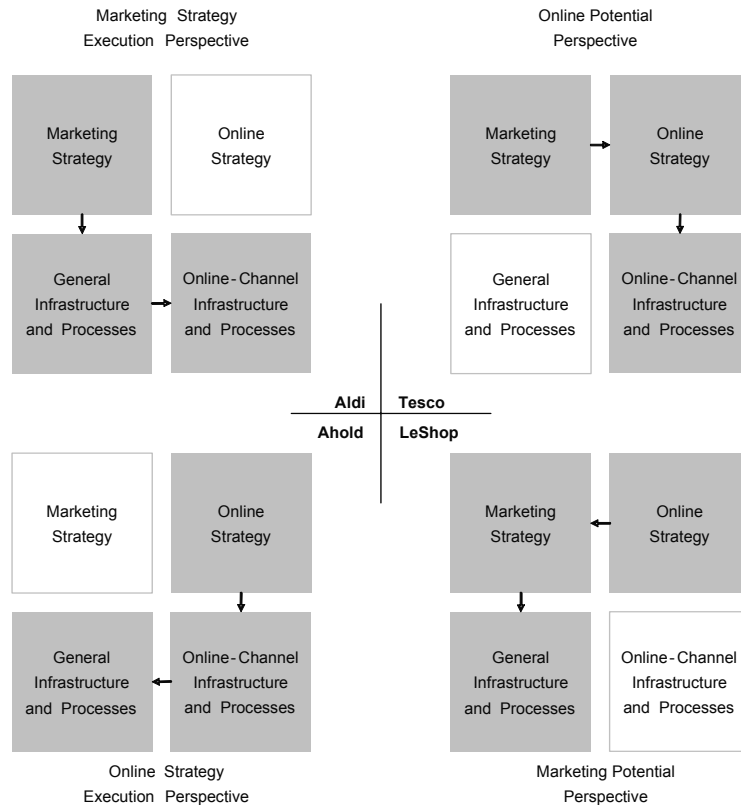 Marketing Strategy
Execution Perspective
Marketing
Strategy
Online
Strategy
General
Infrastructure
and Processes
Online-Channel
Infrastructure
and Processes
Online Potential
Perspective
Marketing
Strategy
Online
Strategy
General
Infrastructure
and Processes
Online-Channel
Infrastructure
and Processes
Aldi
Tesco
Ahold
LeShop
Marketing
Strategy
Online
Strategy
General
Infrastructure
and Processes
Online-Channel
Infrastructure
and Processes
Online Strategy
Execution Perspective
Marketing
Strategy
Online
Strategy
General
Infrastructure
and Processes
Online-Channel
Infrastructure
and Processes
Marketing Potential
Perspective